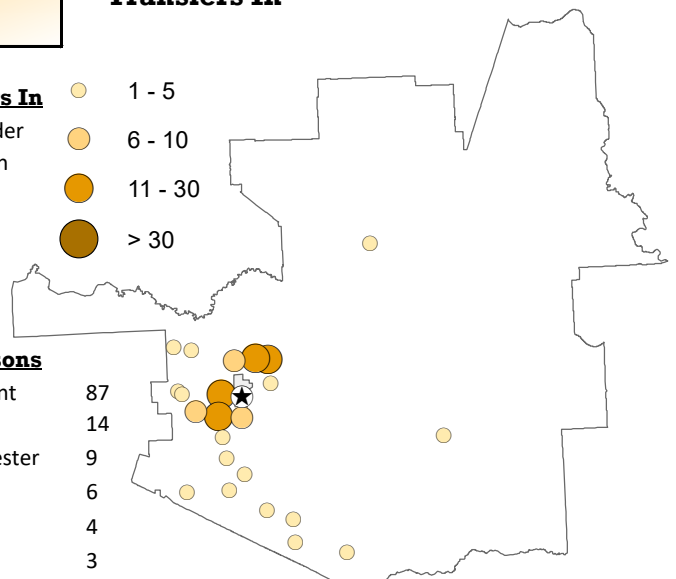 Transfers In
s In
1 - 5
der
6 - 10
n
11 - 30
> 30
sons
nt 87
14
ester 9
6
4
3